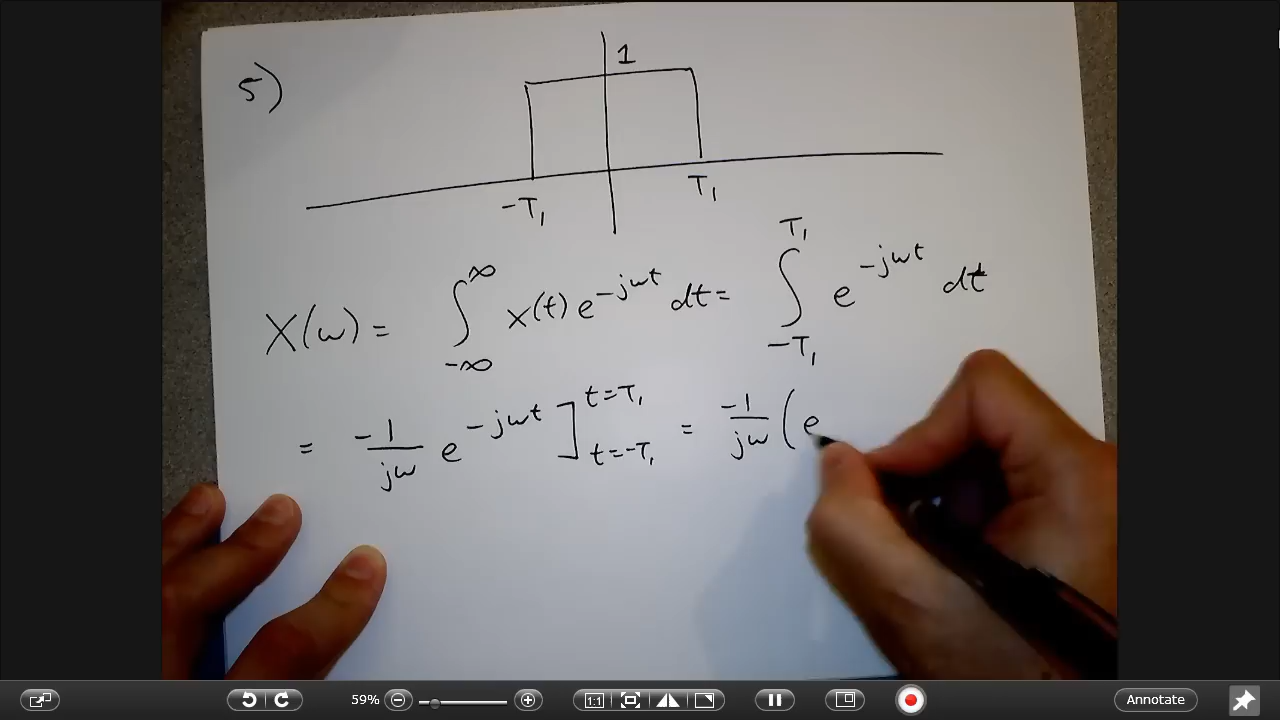 5)
1
-T₁ T₁
X(ω) = ∫_{-∞}^{∞} x(t) e^{-jωt} dt = ∫_{-T₁}^{T₁} e^{-jωt} dt
= -1/jω e^{-jωt} ]_{t=-T₁}^{t=T₁} = -1/jω (e
59% 1:1 Annotate